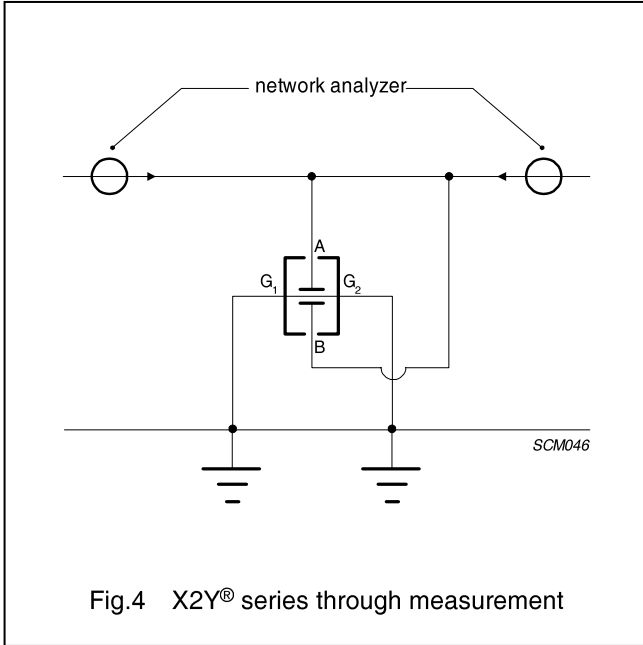 network analyzer
A
G1 G2
B
SCM046
Fig.4 X2Y® series through measurement